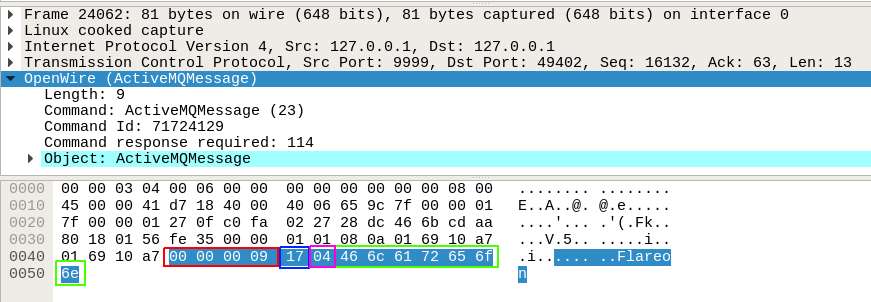 Frame 24062: 81 bytes on wire (648 bits), 81 bytes captured (648 bits) on interface 0
Linux cooked capture
Internet Protocol Version 4, Src: 127.0.0.1, Dst: 127.0.0.1
Transmission Control Protocol, Src Port: 9999, Dst Port: 49402, Seq: 16132, Ack: 63, Len: 13
OpenWire (ActiveMQMessage)
Length: 9
Command: ActiveMQMessage (23)
Command Id: 71724129
Command response required: 114
Object: ActiveMQMessage
0000 00 00 03 04 00 06 00 00 00 00 00 00 00 00 08 00 ........ ........
0010 45 00 00 41 d7 18 40 00 40 06 65 9c 7f 00 00 01 E..A..@. @.e.....
0020 7f 00 00 01 27 0f c0 fa 02 27 28 dc 46 6b cd aa ....'... .'(.Fk..
0030 80 18 01 56 fe 35 00 00 01 01 08 0a 01 69 10 a7 ...V.5.. .....i..
0040 01 69 10 a7 00 00 00 09 17 04 46 6c 61 72 65 6f .i...... ..Flareo
0050 6e n